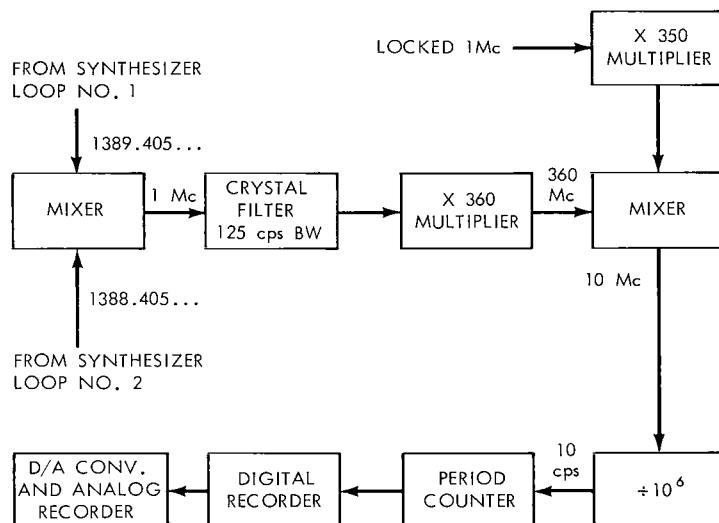 X 350
MULTIPLIER
LOCKED 1Mc
FROM SYNTHESIZER
LOOP NO. 1
1389.405...
MIXER
1 Mc
CRYSTAL
FILTER
125 cps BW
X 360
MULTIPLIER
360
Mc
MIXER
1388.405...
10 Mc
FROM SYNTHESIZER
LOOP NO. 2
D/A CONV.
AND ANALOG
RECORDER
DIGITAL
RECORDER
PERIOD
COUNTER
10
cps
÷10⁶